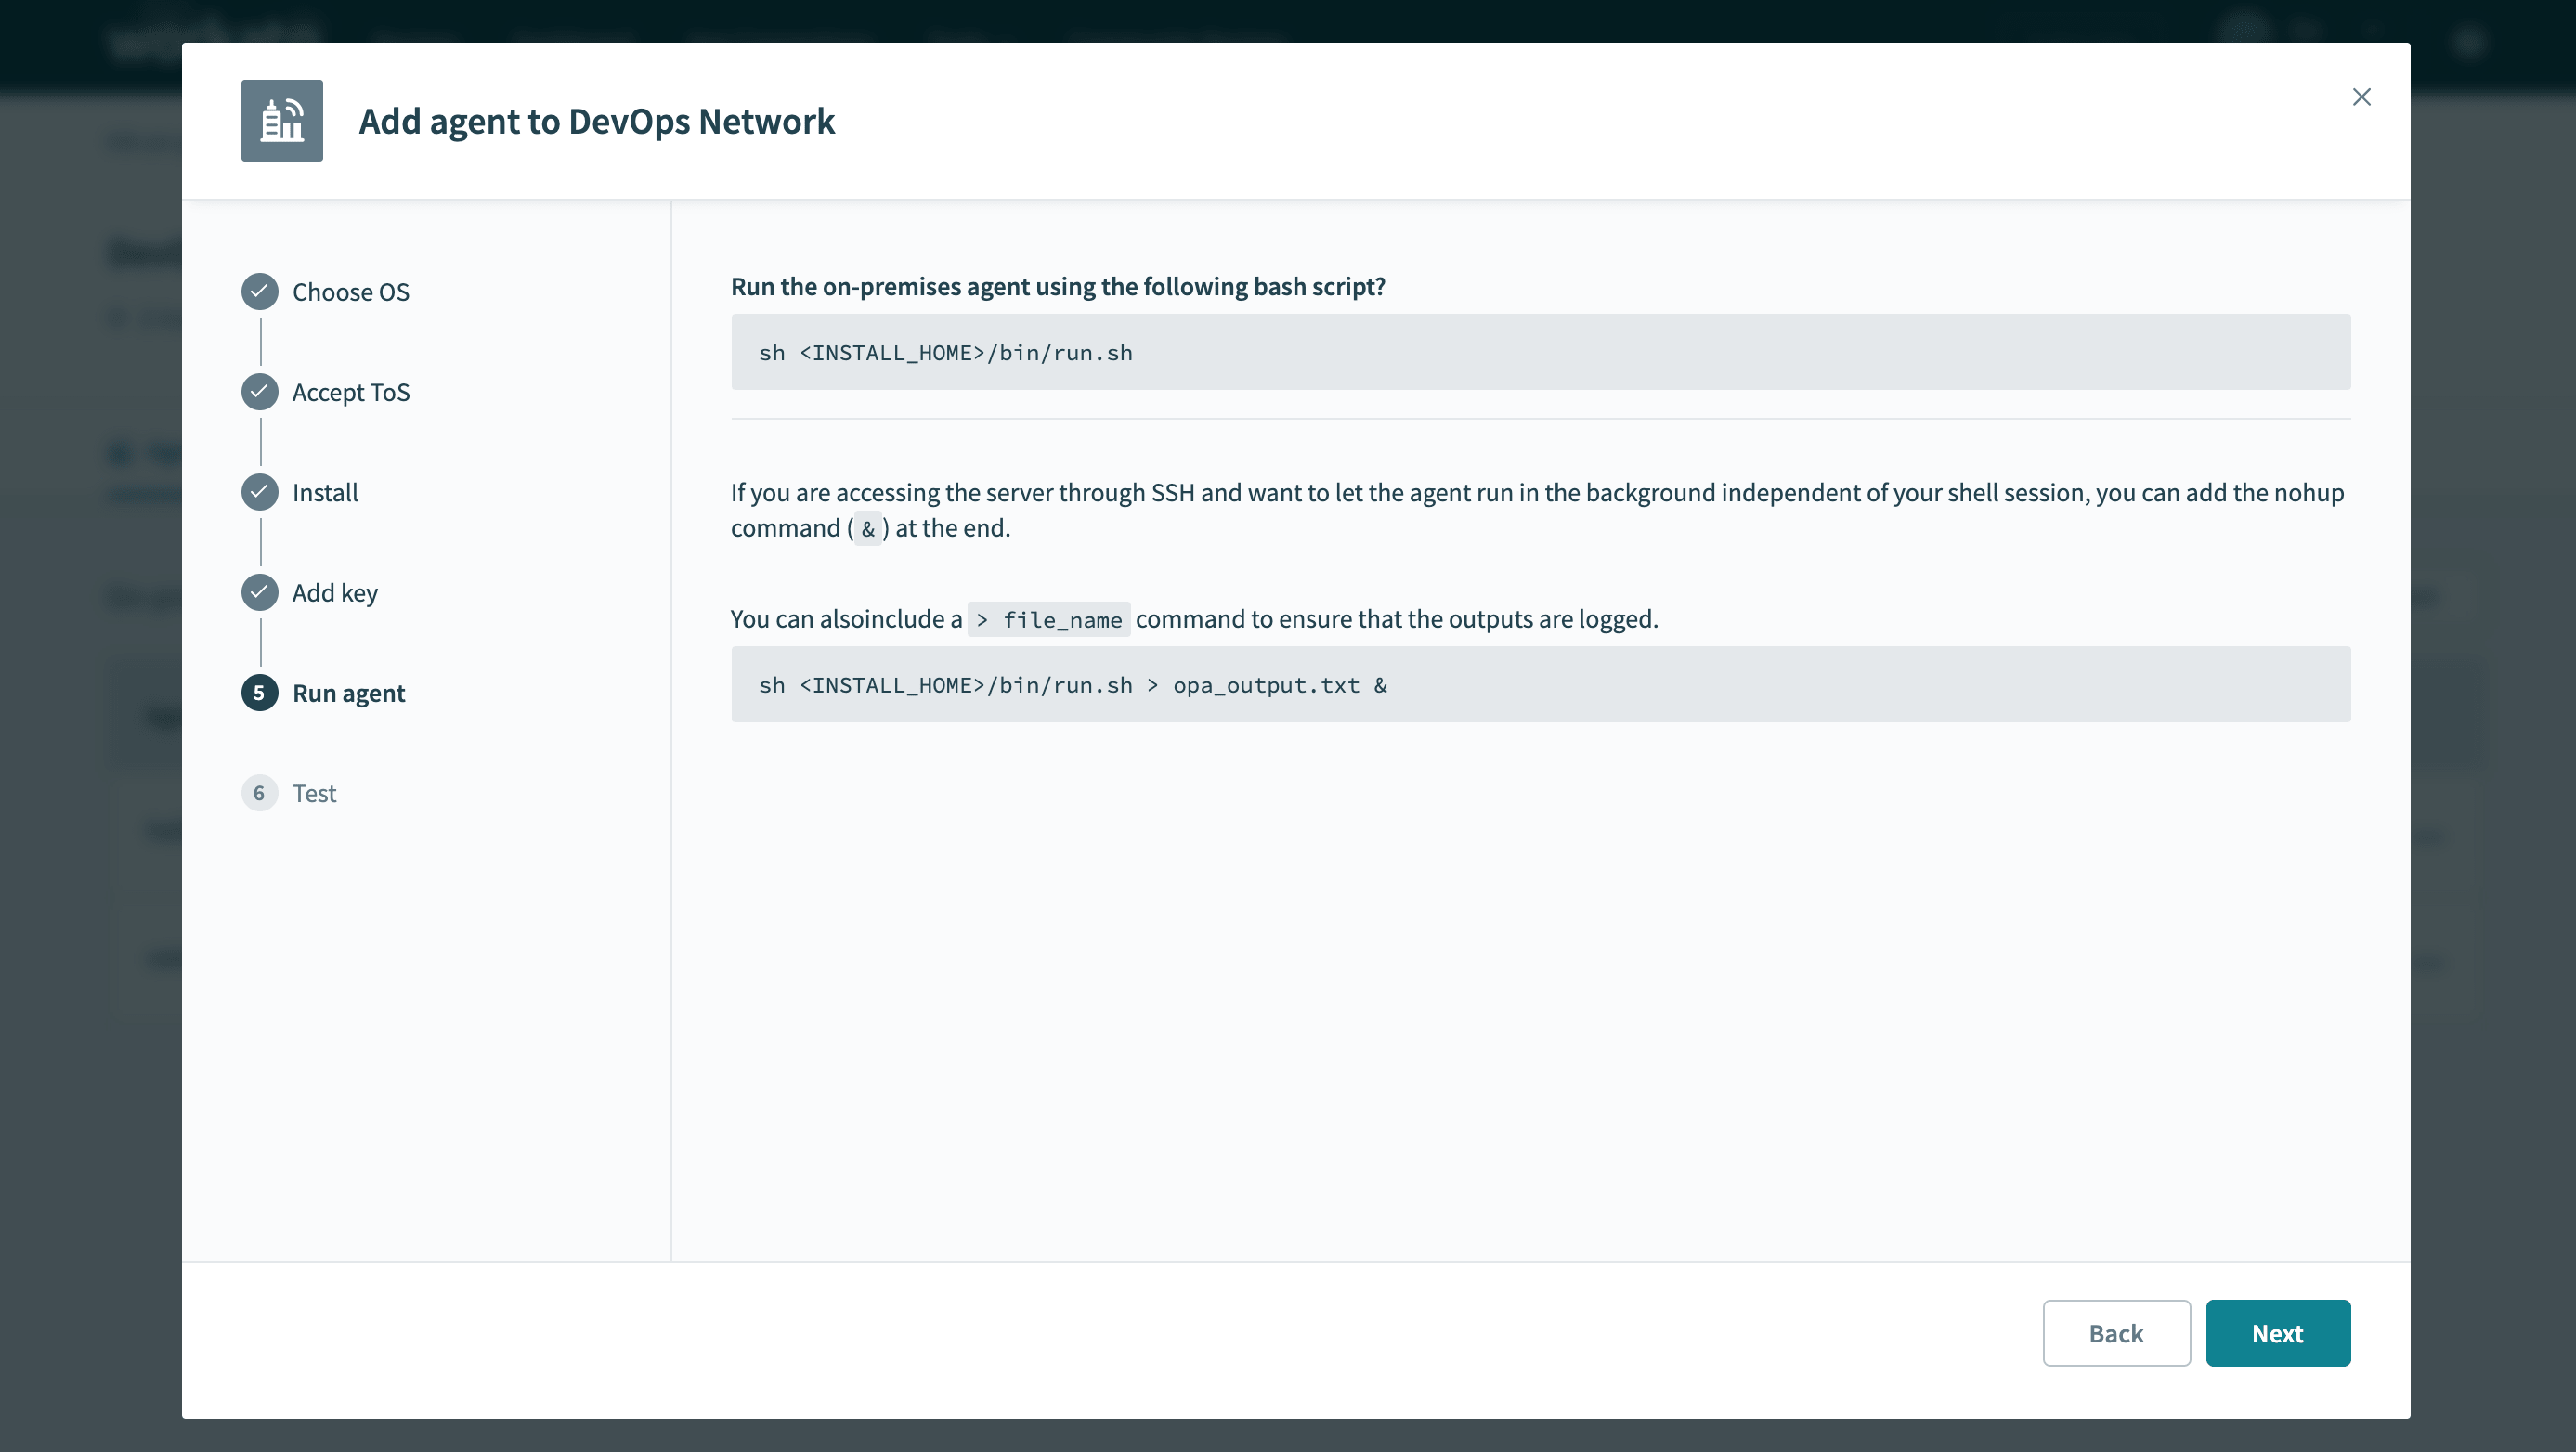 Add agent to DevOps Network
Choose OS
Accept ToS
Install
Add key
5 Run agent
6 Test
Run the on-premises agent using the following bash script?
sh <INSTALL_HOME>/bin/run.sh
If you are accessing the server through SSH and want to let the agent run in the background independent of your shell session, you can add the nohup
command (&) at the end.
You can alsoinclude a > file_name command to ensure that the outputs are logged.
sh <INSTALL_HOME>/bin/run.sh > opa_output.txt &
Back Next